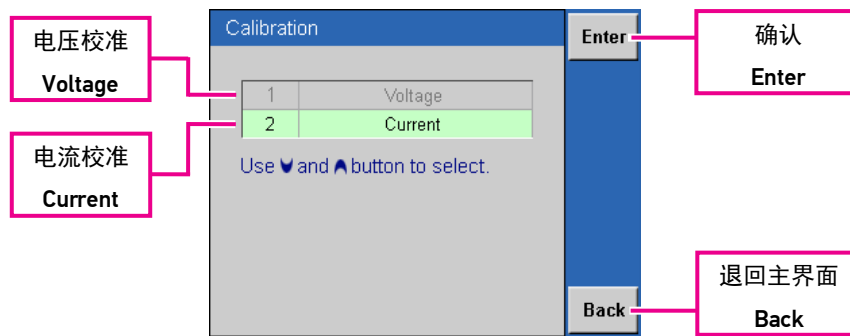 电压校准
Voltage
电流校准
Current
Calibration
1 Voltage
2 Current
Use and button to select.
Enter
Back
确认
Enter
退回主界面
Back